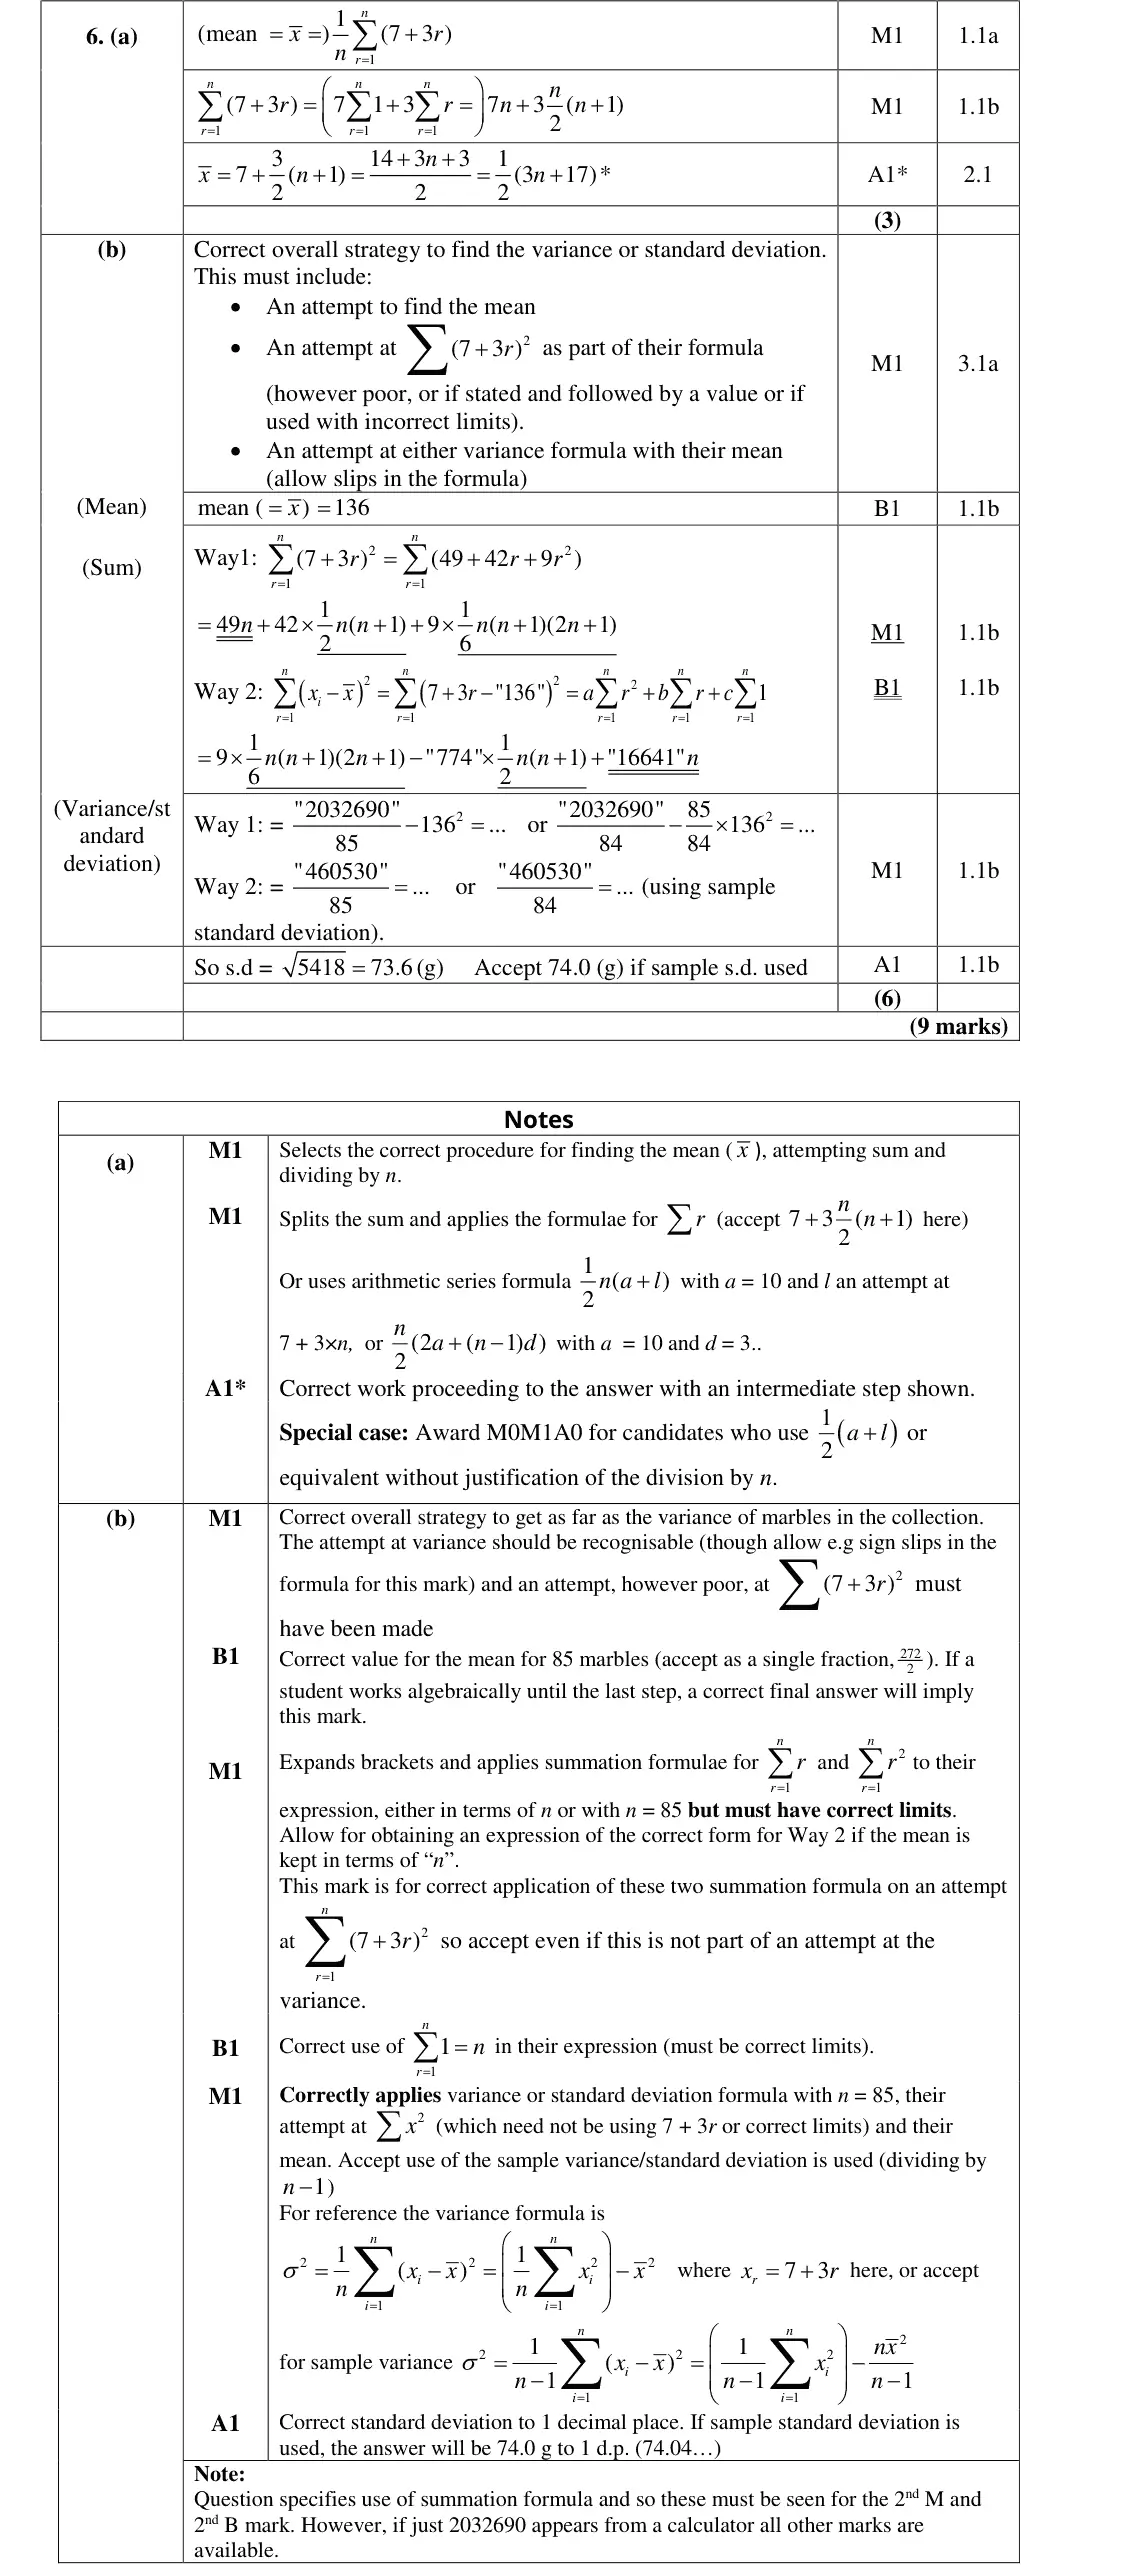 6. (a) (mean = x̄ =) 1/n ∑_{r=1}^{n} (7 + 3r) M1 1.1a
∑_{r=1}^{n} (7 + 3r) = (7∑_{r=1}^{n} 1 + 3∑_{r=1}^{n} r =) 7n + 3 n/2 (n + 1) M1 1.1b
x̄ = 7 + 3/2 (n + 1) = (14 + 3n + 3)/2 = 1/2 (3n + 17) * A1* 2.1
(3)
(b) Correct overall strategy to find the variance or standard deviation.
This must include:
• An attempt to find the mean
• An attempt at ∑(7 + 3r)² as part of their formula
(however poor, or if stated and followed by a value or if
used with incorrect limits).
• An attempt at either variance formula with their mean
(allow slips in the formula)
M1 3.1a
(Mean) mean ( = x̄ ) = 136 B1 1.1b
(Sum) Way1: ∑_{r=1}^{n} (7 + 3r)² = ∑_{r=1}^{n} (49 + 42r + 9r²)
= 49n + 42 × 1/2 n(n + 1) + 9 × 1/6 n(n + 1)(2n + 1) M1 1.1b
Way 2: ∑_{r=1}^{n} (x_i − x̄)² = ∑_{r=1}^{n} (7 + 3r − "136")² = a∑_{r=1}^{n} r² + b∑_{r=1}^{n} r + c∑_{r=1}^{n} 1 B1 1.1b
= 9 × 1/6 n(n + 1)(2n + 1) − "774" × 1/2 n(n + 1) + "16641" n
(Variance/st
andard
deviation)
Way 1: = "2032690"/85 − 136² = ... or "2032690"/84 − 85/84 × 136² = ...
Way 2: = "460530"/85 = ... or "460530"/84 = ... (using sample
standard deviation).
M1 1.1b
So s.d = √5418 = 73.6 (g) Accept 74.0 (g) if sample s.d. used A1 1.1b
(6)
(9 marks)
Notes
(a) M1 Selects the correct procedure for finding the mean ( x̄ ), attempting sum and
dividing by n.
M1 Splits the sum and applies the formulae for ∑ r (accept 7 + 3 n/2 (n + 1) here)
Or uses arithmetic series formula 1/2 n(a + l) with a = 10 and l an attempt at
7 + 3×n, or n/2 (2a + (n − 1)d) with a = 10 and d = 3..
A1* Correct work proceeding to the answer with an intermediate step shown.
Special case: Award M0M1A0 for candidates who use 1/2 (a + l) or
equivalent without justification of the division by n.
(b) M1 Correct overall strategy to get as far as the variance of marbles in the collection.
The attempt at variance should be recognisable (though allow e.g sign slips in the
formula for this mark) and an attempt, however poor, at ∑(7 + 3r)² must
have been made
B1 Correct value for the mean for 85 marbles (accept as a single fraction, 272/2 ). If a
student works algebraically until the last step, a correct final answer will imply
this mark.
M1 Expands brackets and applies summation formulae for ∑_{r=1}^{n} r and ∑_{r=1}^{n} r² to their
expression, either in terms of n or with n = 85 but must have correct limits.
Allow for obtaining an expression of the correct form for Way 2 if the mean is
kept in terms of “n”.
This mark is for correct application of these two summation formula on an attempt
at ∑_{r=1}^{n} (7 + 3r)² so accept even if this is not part of an attempt at the
variance.
B1 Correct use of ∑_{r=1}^{n} 1 = n in their expression (must be correct limits).
M1 Correctly applies variance or standard deviation formula with n = 85, their
attempt at ∑ x² (which need not be using 7 + 3r or correct limits) and their
mean. Accept use of the sample variance/standard deviation is used (dividing by
n − 1)
For reference the variance formula is
σ² = 1/n ∑_{i=1}^{n} (x_i − x̄)² = (1/n ∑_{i=1}^{n} x_i²) − x̄² where x_r = 7 + 3r here, or accept
for sample variance σ² = 1/(n − 1) ∑_{i=1}^{n} (x_i − x̄)² = (1/(n − 1) ∑_{i=1}^{n} x_i²) − nx̄²/(n − 1)
A1 Correct standard deviation to 1 decimal place. If sample standard deviation is
used, the answer will be 74.0 g to 1 d.p. (74.04…)
Note:
Question specifies use of summation formula and so these must be seen for the 2nd M and
2nd B mark. However, if just 2032690 appears from a calculator all other marks are
available.